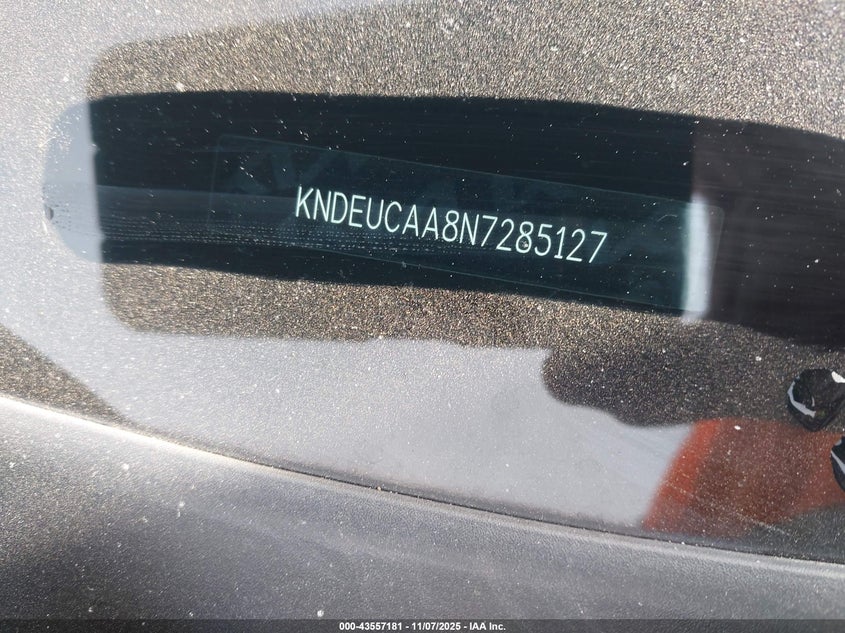 KNDEUCAA8N7285127
000-43557181 - 11/07/2025 - IAA Inc.